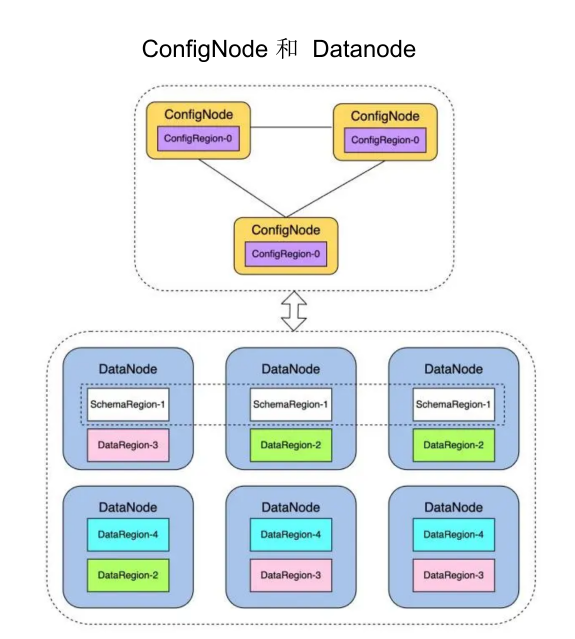 ConfigNode 和 Datanode
ConfigNode
ConfigRegion-0
ConfigNode
ConfigRegion-0
ConfigNode
ConfigRegion-0
DataNode
SchemaRegion-1
DataRegion-3
DataNode
SchemaRegion-1
DataRegion-2
DataNode
SchemaRegion-1
DataRegion-2
DataNode
DataRegion-4
DataRegion-2
DataNode
DataRegion-4
DataRegion-3
DataNode
DataRegion-4
DataRegion-3